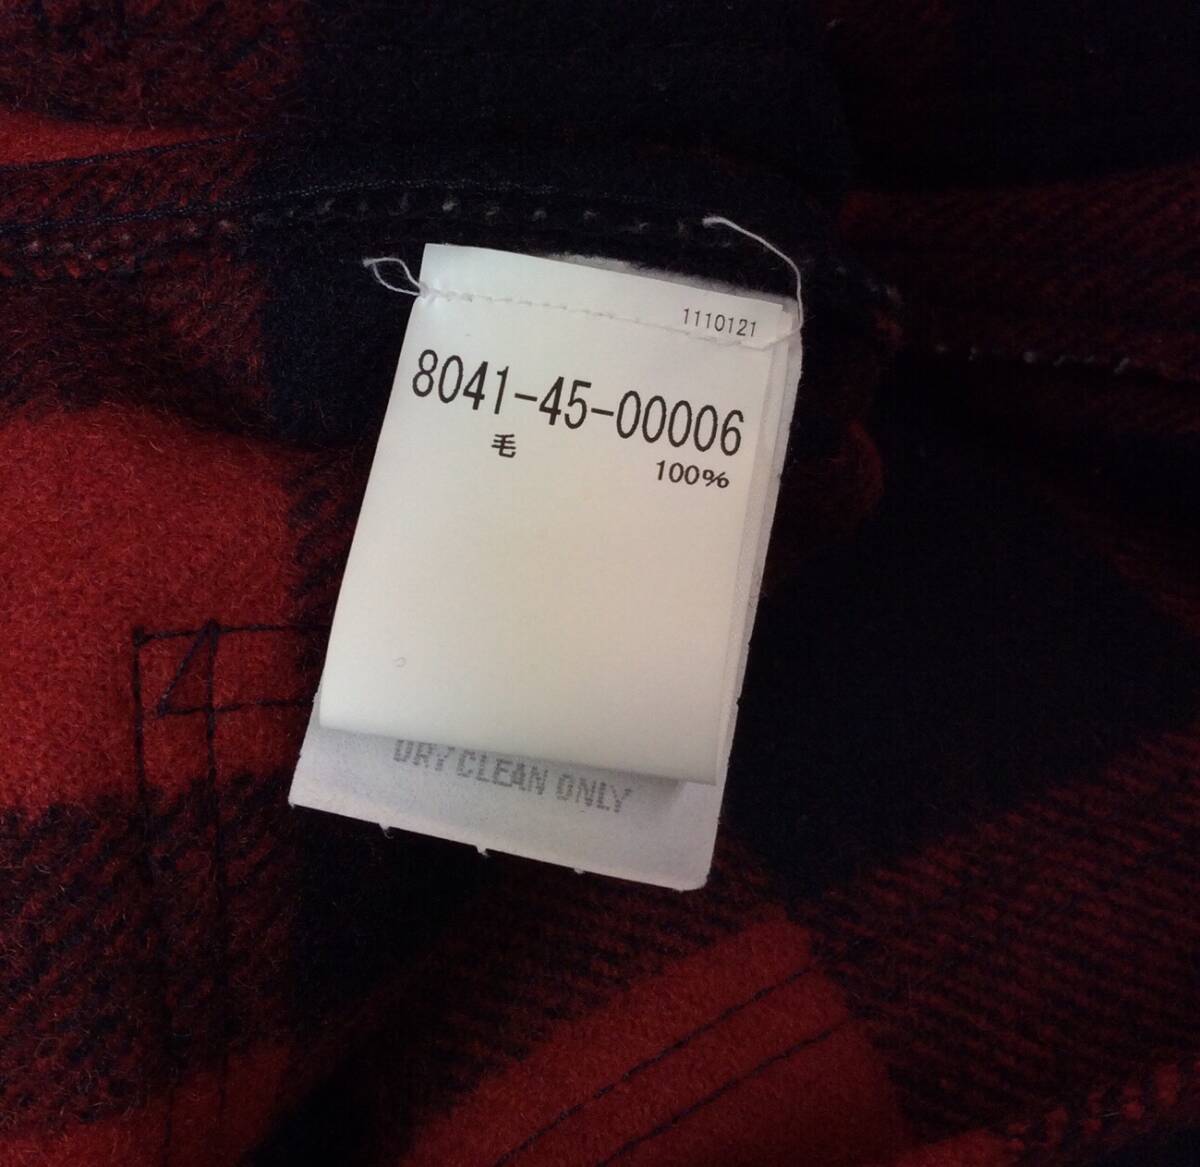 1110121
8041-45-00006
毛 100%
DRY CLEAN ONLY